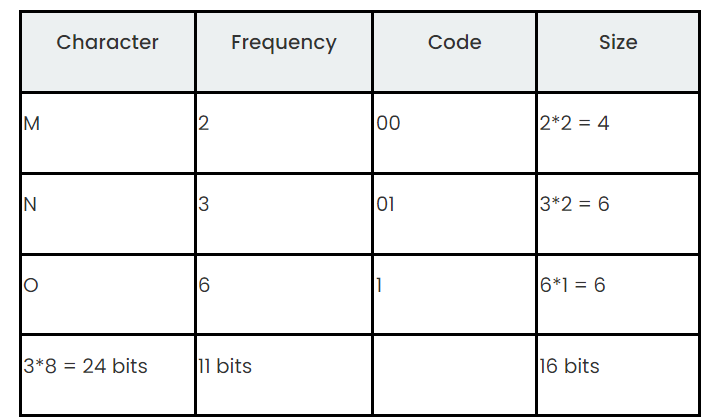 Character Frequency Code Size
M 2 00 2*2 = 4
N 3 01 3*2 = 6
O 6 1 6*1 = 6
3*8 = 24 bits 11 bits 16 bits